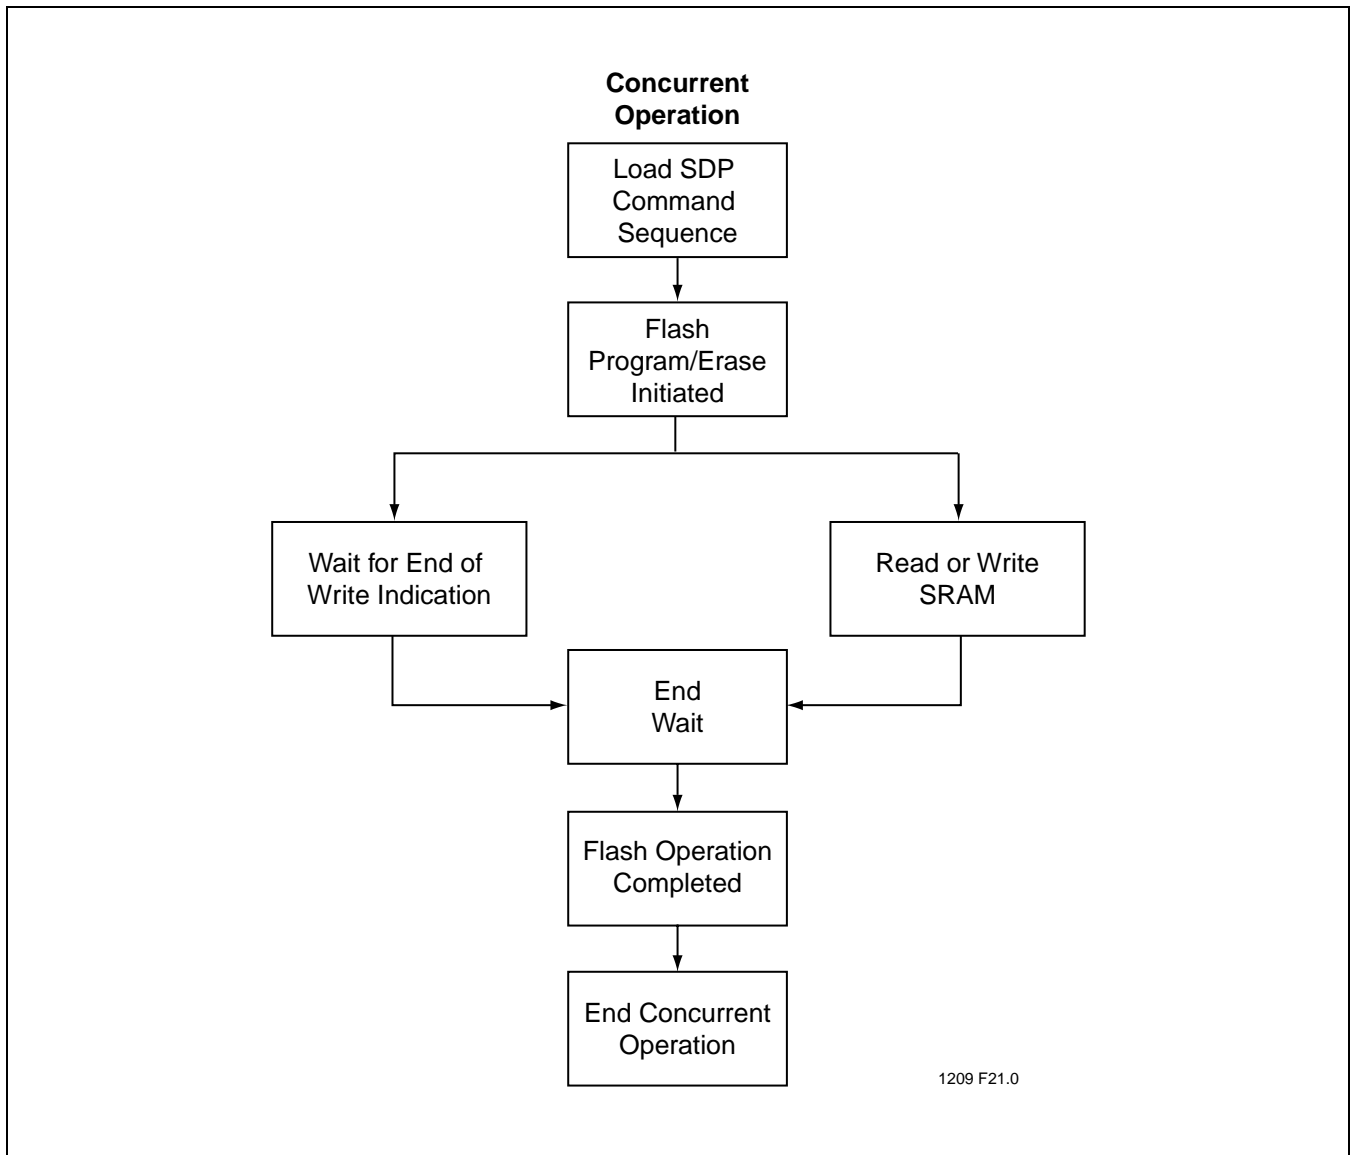 Concurrent
Operation
Load SDP
Command
Sequence
Flash
Program/Erase
Initiated
Wait for End of
Write Indication
Read or Write
SRAM
End
Wait
Flash Operation
Completed
End Concurrent
Operation
1209 F21.0